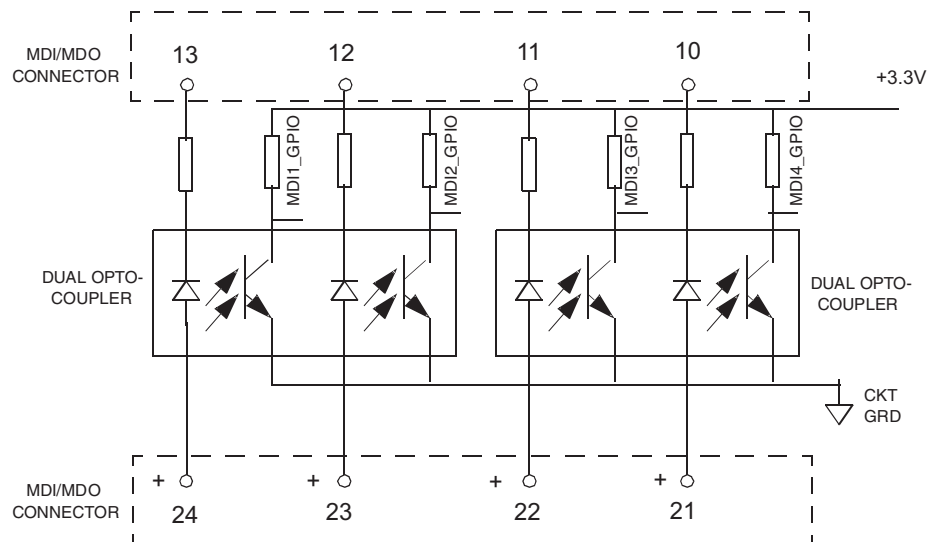 MDI/MDO
CONNECTOR
13
12
11
10
+3.3V
MDI1_GPIO
MDI2_GPIO
MDI3_GPIO
MDI4_GPIO
DUAL OPTO-
COUPLER
DUAL OPTO-
COUPLER
CKT
GRD
MDI/MDO
CONNECTOR
+
24
+
23
+
22
+
21